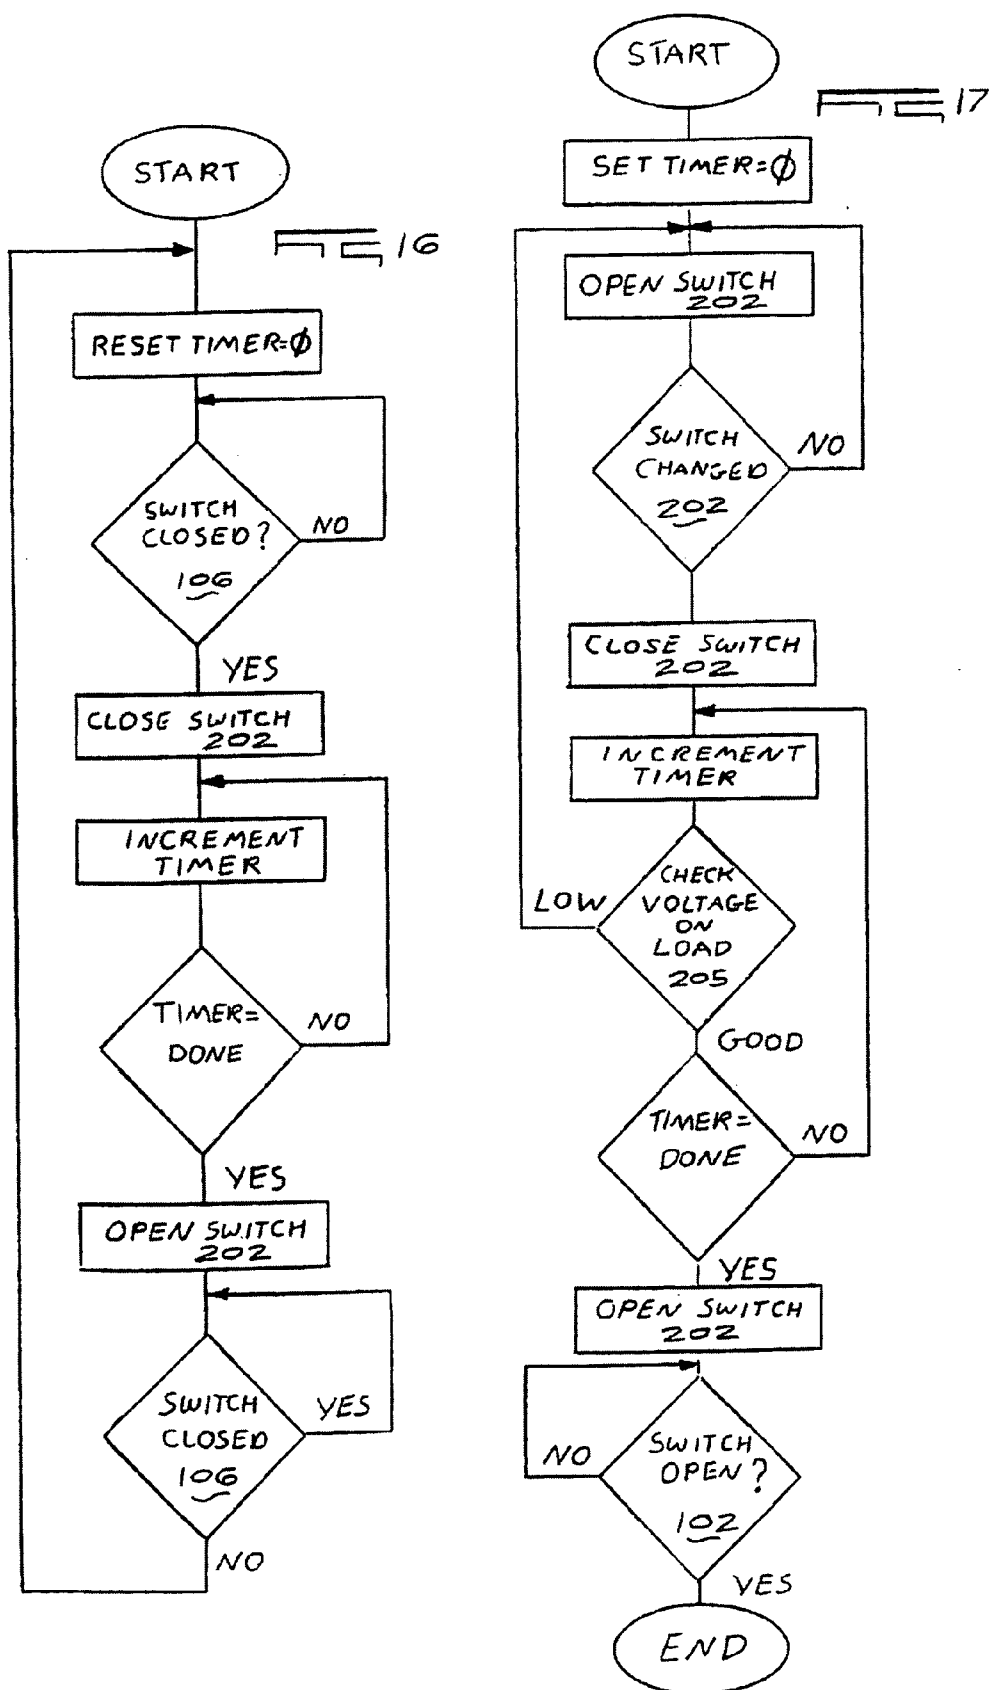 START
FIG 16
RESET TIMER=Ø
SWITCH
CLOSED?
106
NO
YES
CLOSE SWITCH
202
INCREMENT
TIMER
TIMER=
DONE
NO
YES
OPEN SWITCH
202
SWITCH
CLOSED
106
YES
NO
START
FIG 17
SET TIMER=Ø
OPEN SWITCH
202
SWITCH
CHANGED
202
NO
CLOSE SWITCH
202
INCREMENT
TIMER
CHECK
VOLTAGE
ON
LOAD
205
LOW
GOOD
TIMER=
DONE
NO
YES
OPEN SWITCH
202
SWITCH
OPEN?
102
NO
YES
END